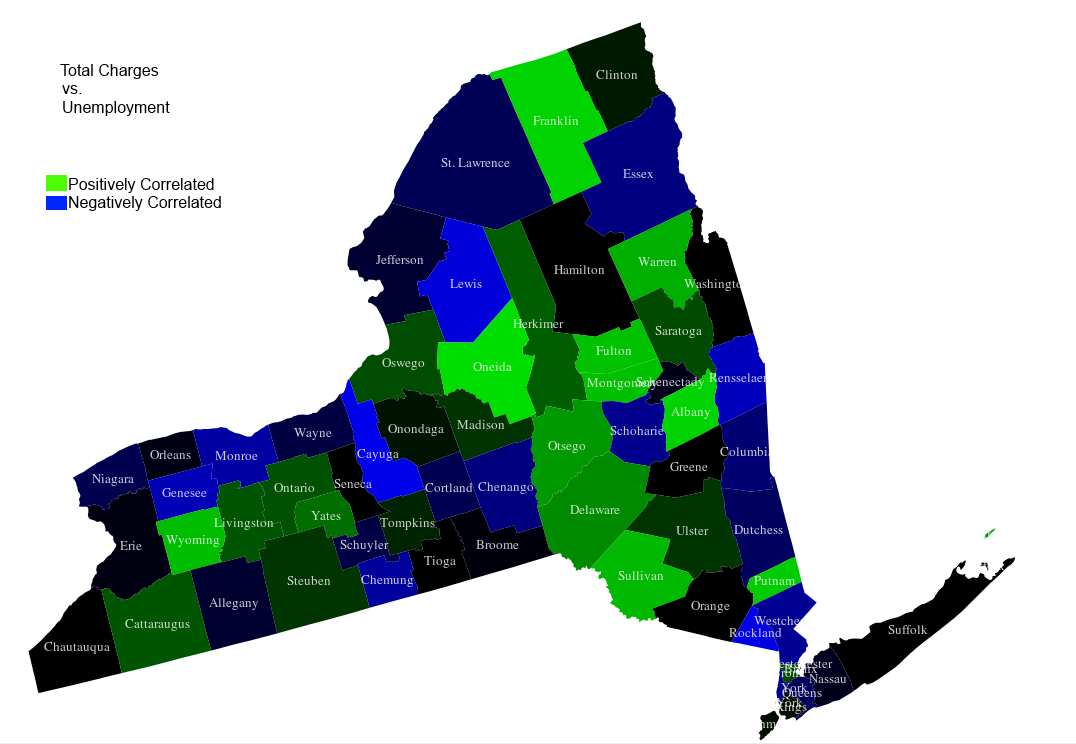 Total Charges
vs.
Unemployment
Positively Correlated
Negatively Correlated
Clinton
Franklin
St. Lawrence
Essex
Jefferson
Lewis
Hamilton
Warren
Washingto
Herkimer
Saratoga
Oswego
Oneida
Fulton
Montgomery
Schenectady
Rensselaer
Albany
Onondaga
Madison
Schoharie
Otsego
Wayne
Cayuga
Orleans
Monroe
Columbi
Greene
Niagara
Genesee
Ontario
Seneca
Cortland
Chenango
Delaware
Livingston
Yates
Tompkins
Ulster
Dutchess
Erie
Wyoming
Schuyler
Broome
Tioga
Steuben
Chemung
Sullivan
Putnam
Allegany
Orange
Cattaraugus
Westche
Rockland
Suffolk
Chautauqua
Nassau
York
Queens
York